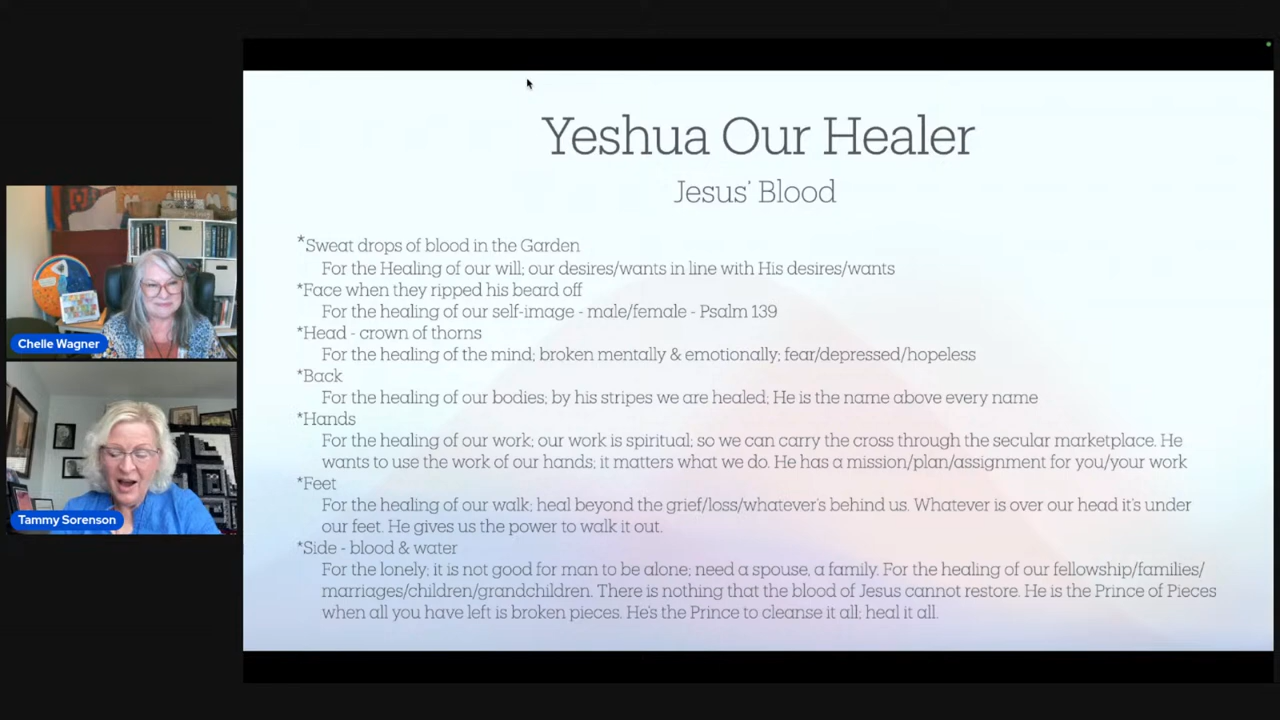 Yeshua Our Healer
Jesus' Blood
*Sweat drops of blood in the Garden
For the Healing of our will; our desires/wants in line with His desires/wants
*Face when they ripped his beard off
For the healing of our self-image - male/female - Psalm 139
*Head - crown of thorns
For the healing of the mind; broken mentally & emotionally; fear/depressed/hopeless
*Back
For the healing of our bodies; by his stripes we are healed; He is the name above every name
*Hands
For the healing of our work; our work is spiritual; so we can carry the cross through the secular marketplace. He
wants to use the work of our hands; it matters what we do. He has a mission/plan/assignment for you/your work
*Feet
For the healing of our walk; heal beyond the grief/loss/whatever's behind us. Whatever is over our head it's under
our feet. He gives us the power to walk it out.
*Side - blood & water
For the lonely; it is not good for man to be alone; need a spouse, a family. For the healing of our fellowship/families/
marriages/children/grandchildren. There is nothing that the blood of Jesus cannot restore. He is the Prince of Pieces
when all you have left is broken pieces. He's the Prince to cleanse it all; heal it all.
Chelle Wagner
Tammy Sorenson